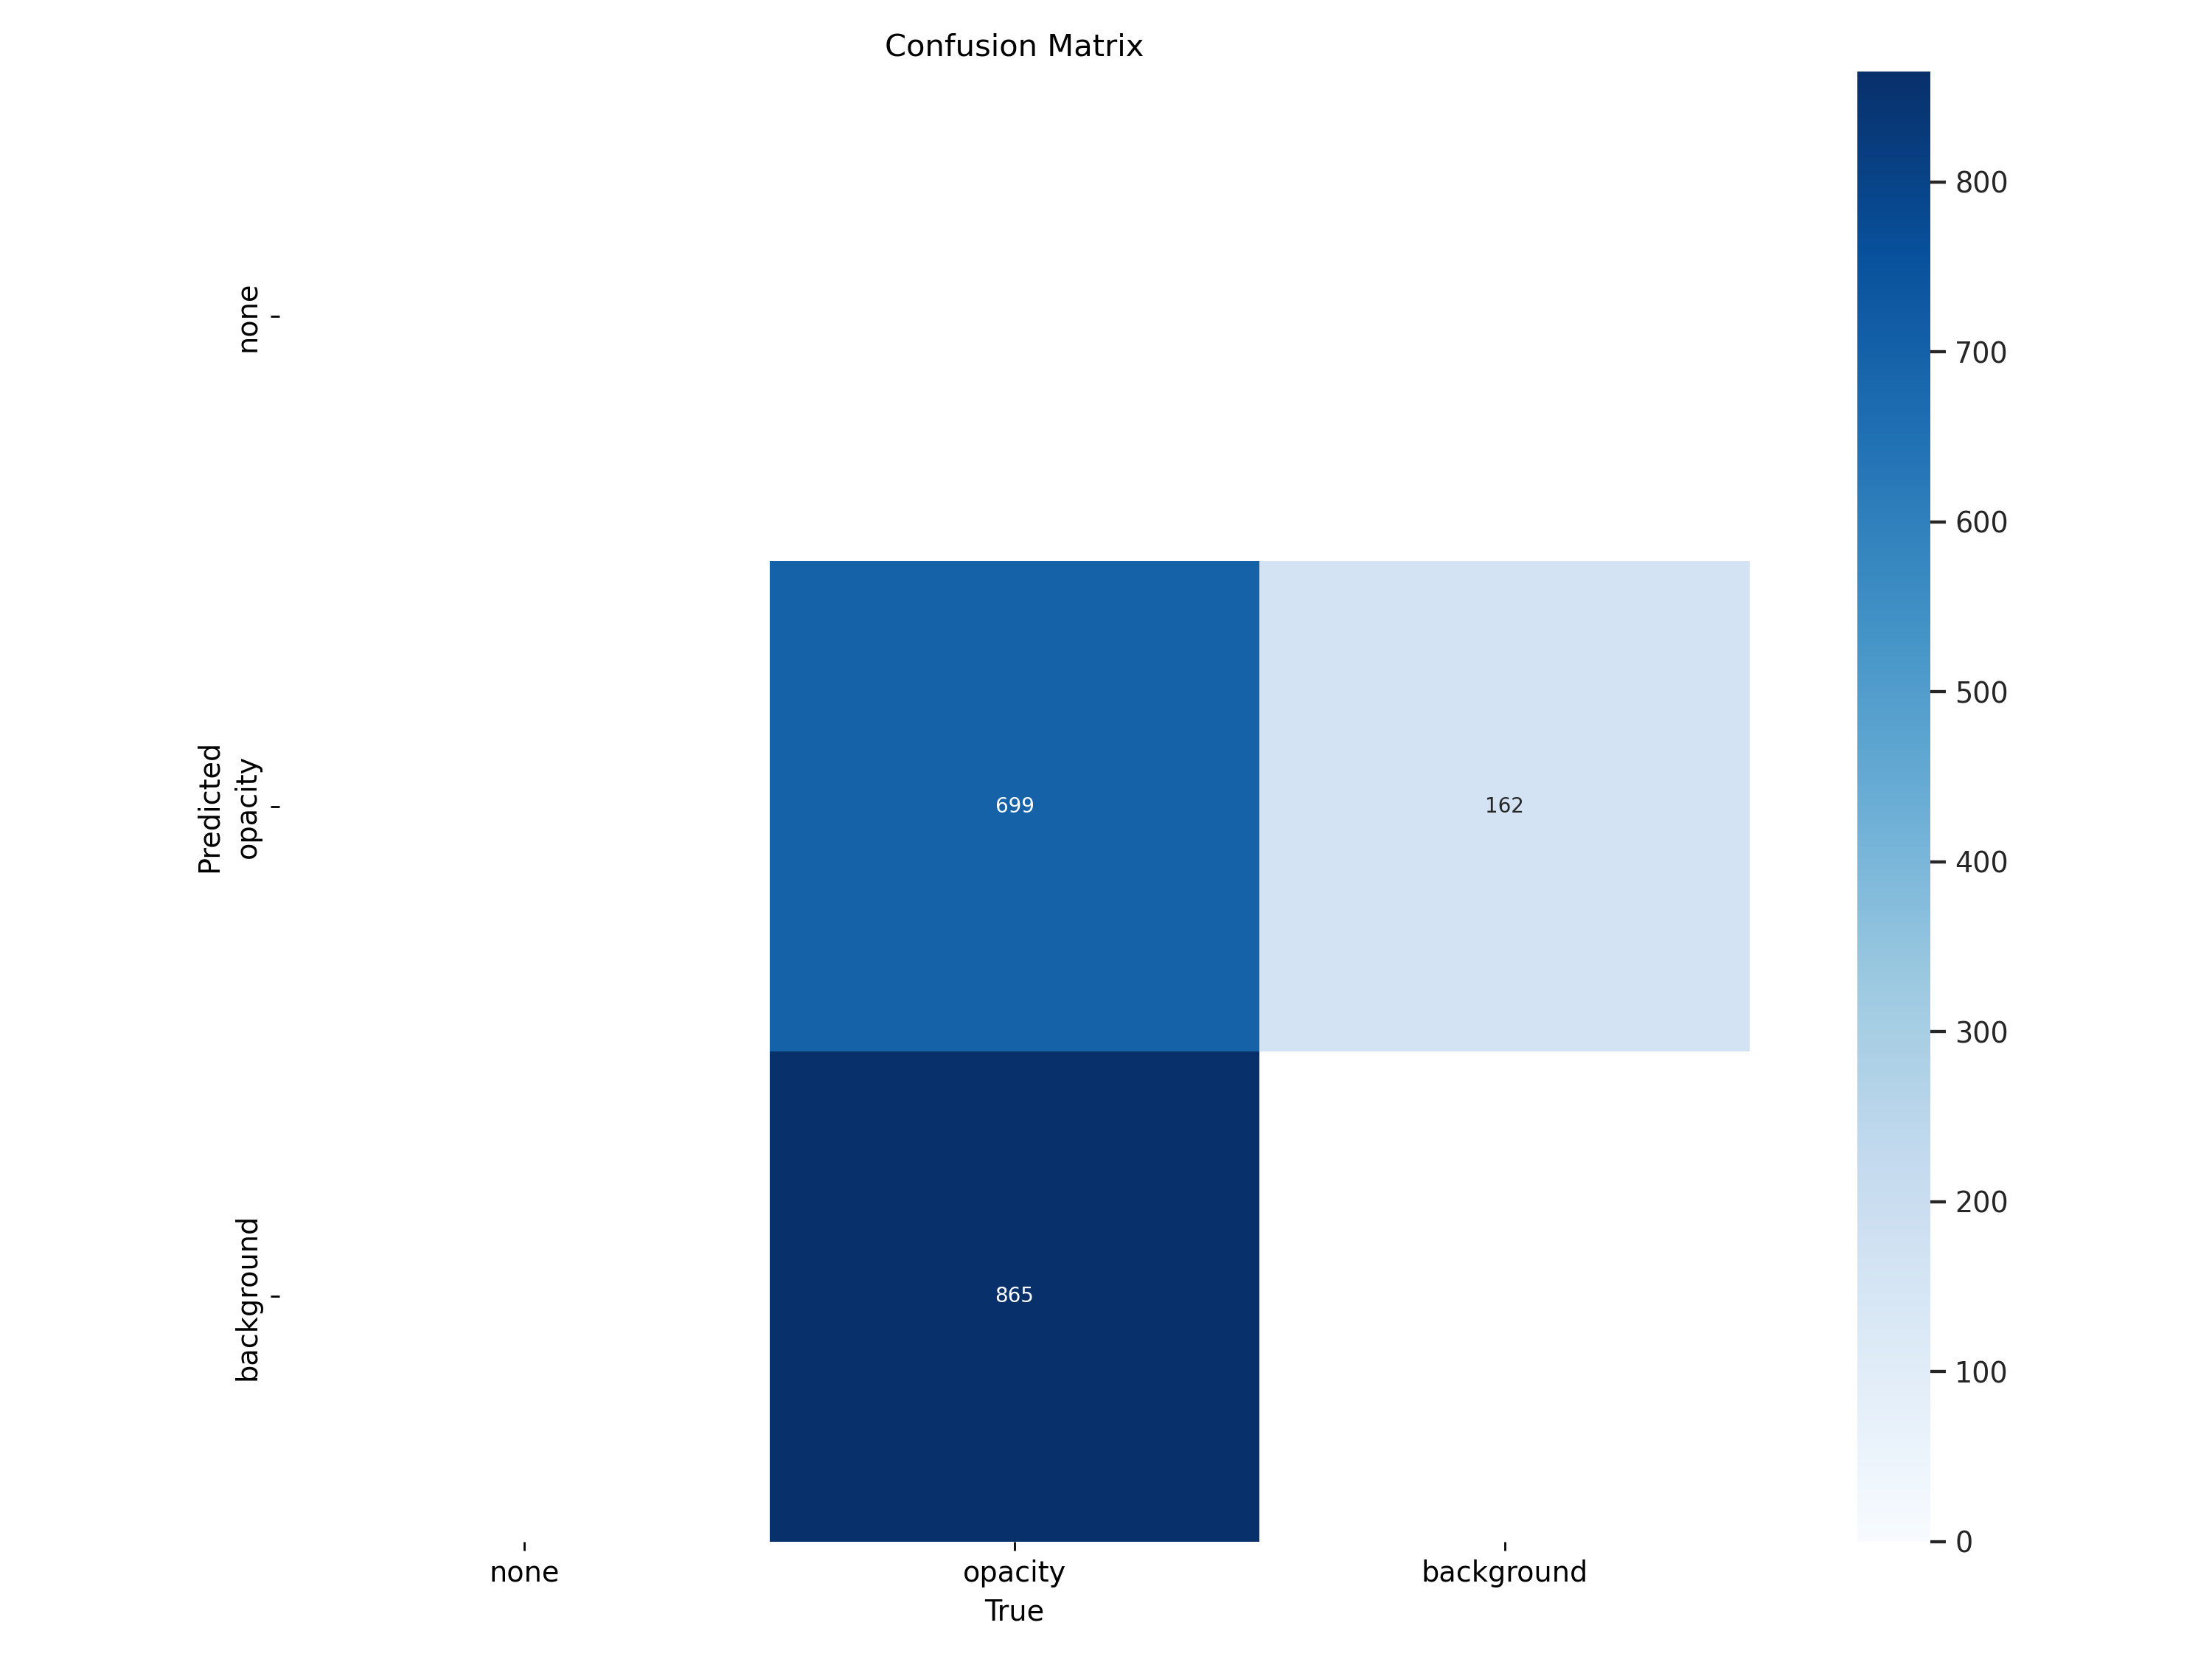 Confusion Matrix
none
opacity
background
Predicted
699
162
865
none
opacity
background
True
800
700
600
500
400
300
200
100
0